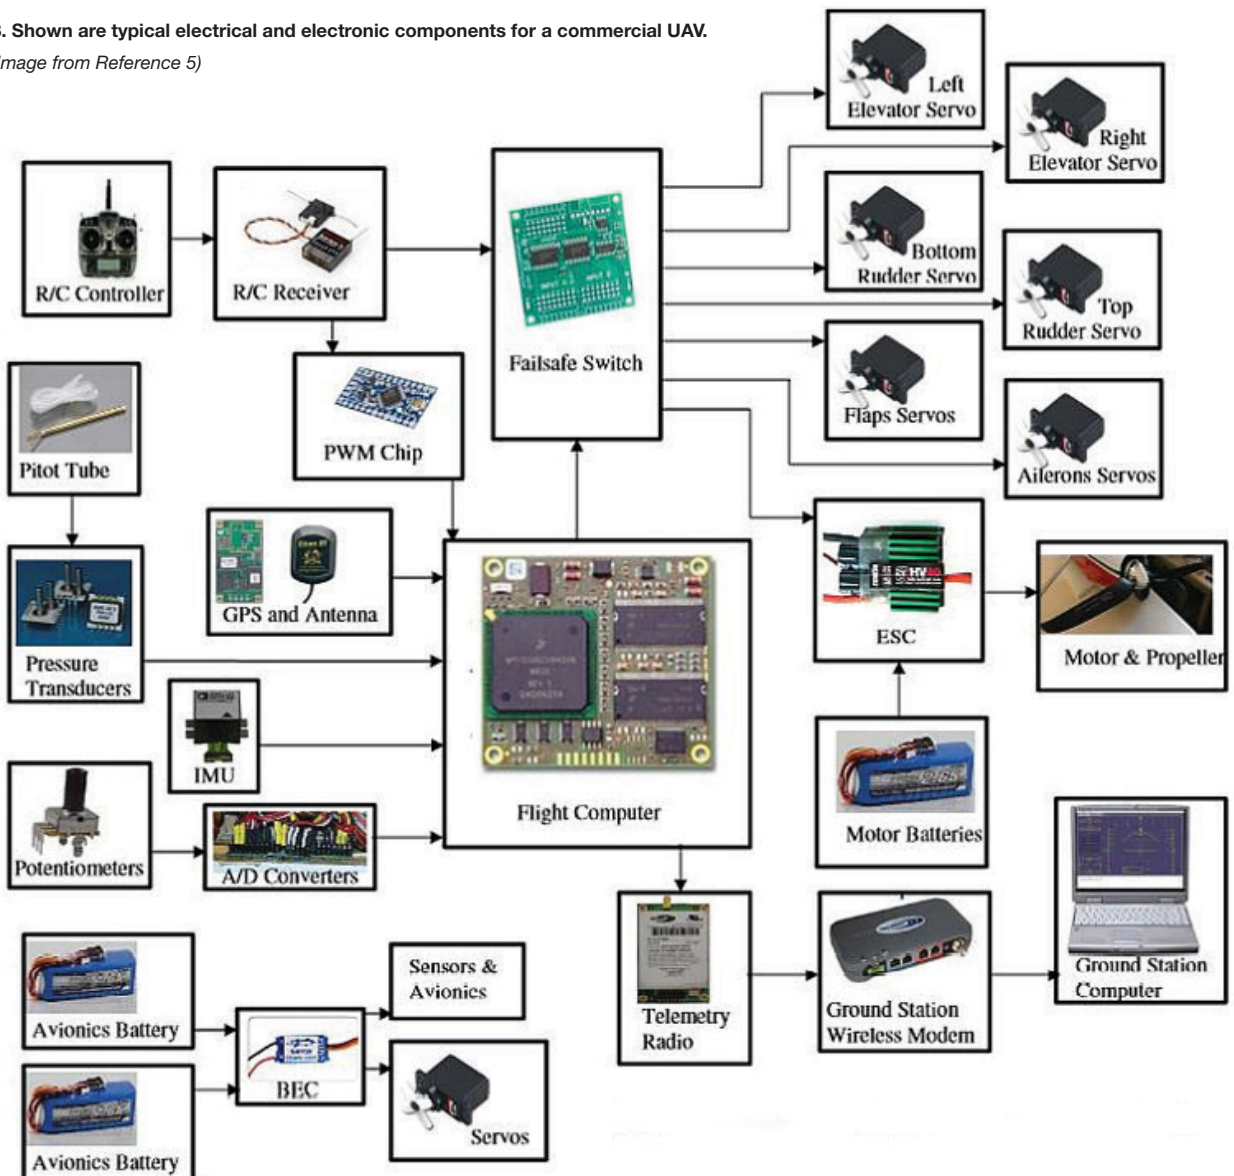 . Shown are typical electrical and electronic components for a commercial UAV.
Image from Reference 5)
Left
Elevator Servo
Right
Elevator Servo
R/C Controller
R/C Receiver
Bottom
Rudder Servo
Top
Rudder Servo
Failsafe Switch
Flaps Servos
PWM Chip
Pitot Tube
Ailerons Servos
GPS and Antenna
ESC
Pressure
Transducers
Motor & Propeller
IMU
Flight Computer
Motor Batteries
Potentiometers
A/D Converters
Sensors &
Avionics
Ground Station
Computer
Telemetry
Radio
Ground Station
Wireless Modem
Avionics Battery
BEC
Servos
Avionics Battery